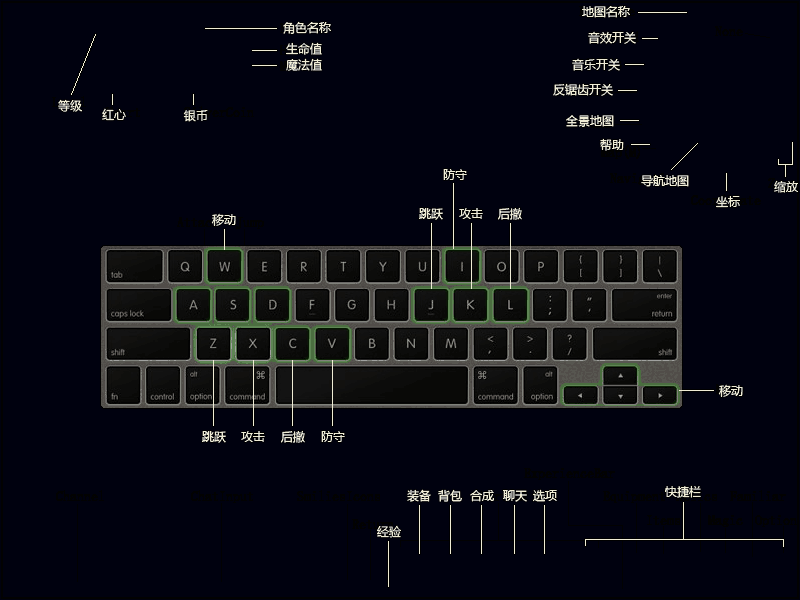 角色名称
生命值
魔法值
等级
红心
银币
地图名称
音效开关
音乐开关
反锯齿开关
全景地图
帮助
导航地图
坐标
缩放
防守
移动
跳跃 攻击 后撤
tab Q W E R T Y U I O P { [ } ] | \
caps lock A S D F G H J K L : ; " ' enter return
shift Z X C V B N M < , > . ? / shift
fn control alt option ⌘ command ⌘ command alt option ◂ ▴ ▾ ▸
移动
跳跃 攻击 后撤 防守
装备 背包 合成 聊天 选项
快捷栏
经验